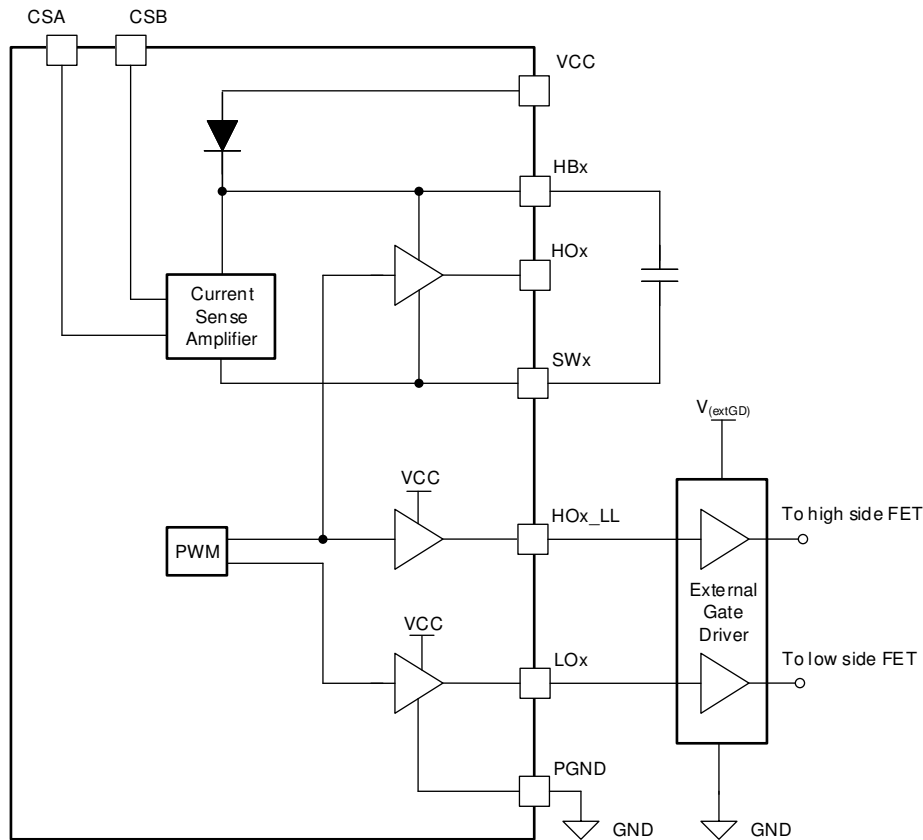 CSA
CSB
VCC
HBx
HOx
Current
Sense
Amplifier
SWx
V(extGD)
VCC
HOx_LL
To high side FET
PWM
External
Gate
Driver
VCC
LOx
To low side FET
PGND
GND
GND